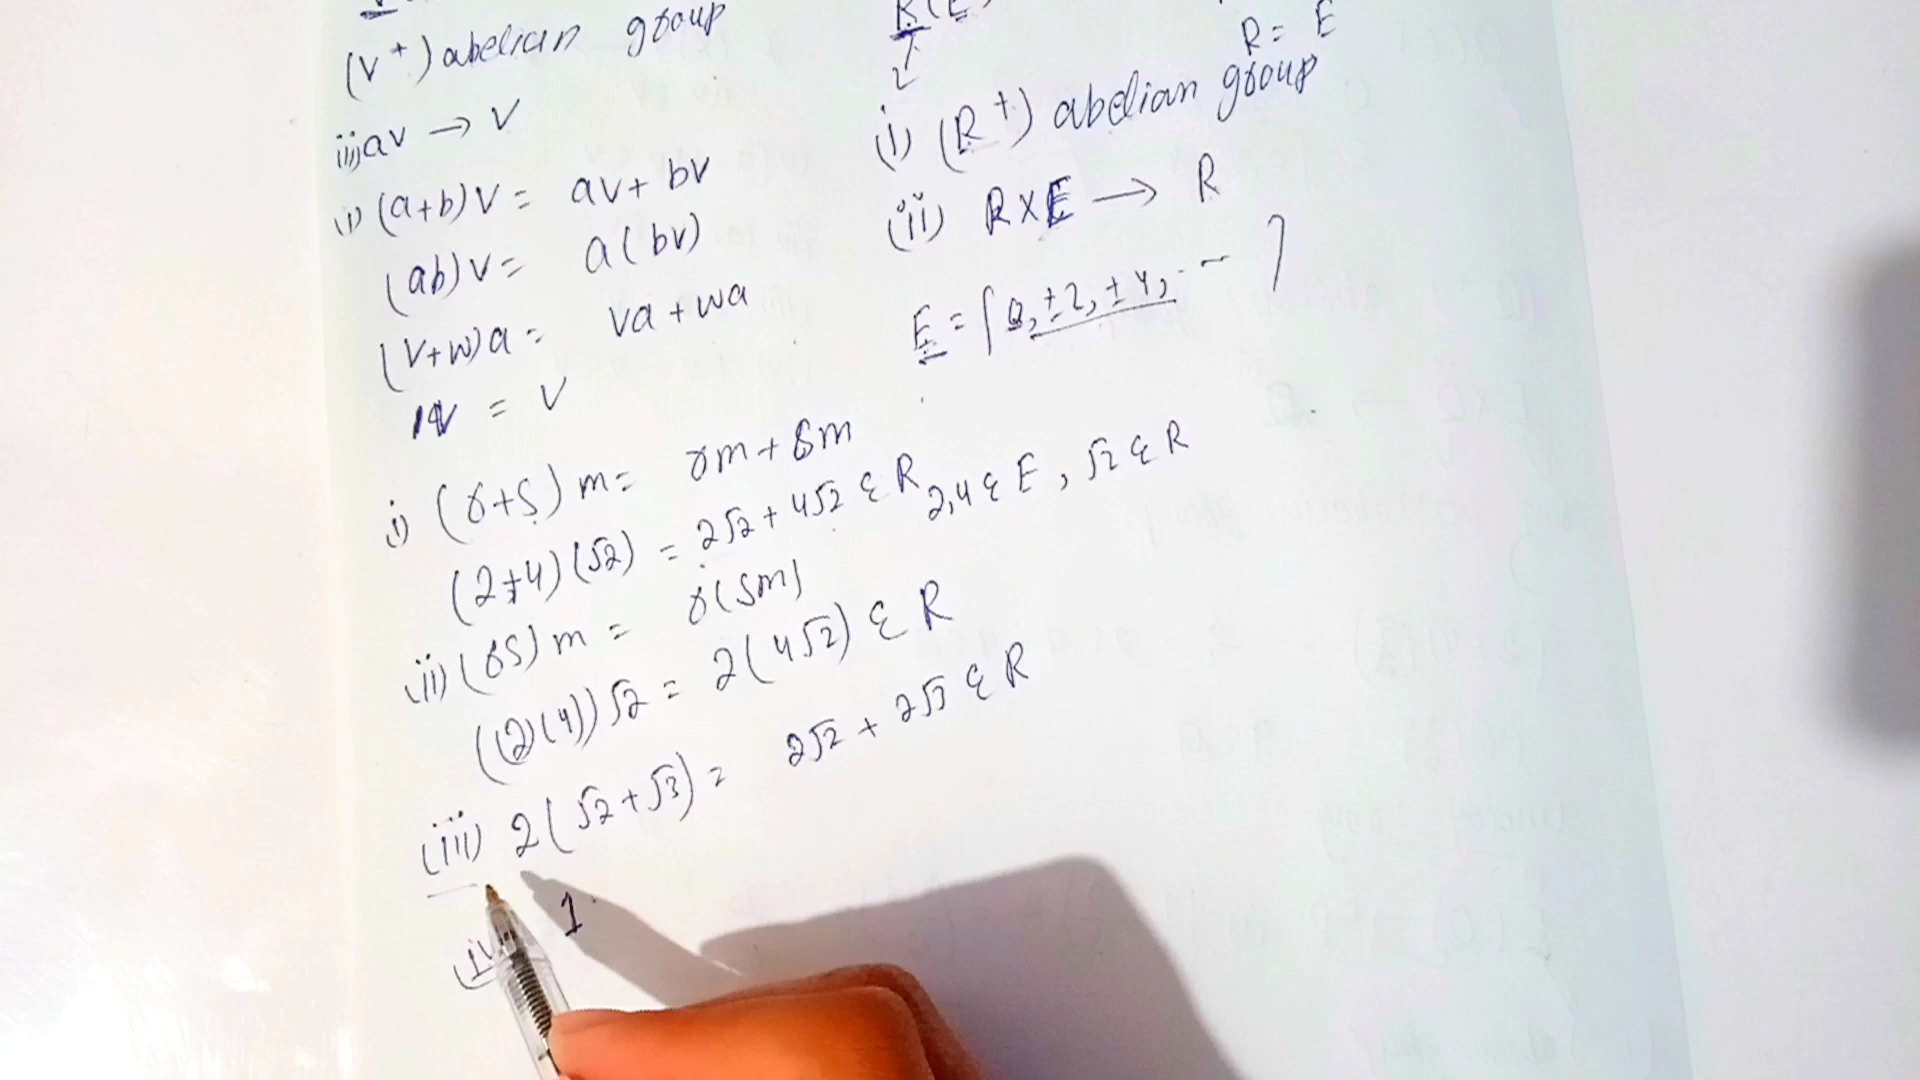 (V +) abelian group
iii) av → V
i) (a+b)V = av + bv
(ab)V = a(bv)
(V+W)a = va + wa
1V = V
R = E
(i) (R +) abelian group
(ii) R×E → R
E = {0, ±2, ±4, ... }
i) (r+s) m = rm + sm
(2+4)(√2) = 2√2 + 4√2 ∈ R 2,4 ∈ E, √2 ∈ R
(ii) (rs) m = r(sm)
((2)(4))√2 = 2(4√2) ∈ R
(iii) 2(√2+√3) = 2√2 + 2√3 ∈ R
(iv 1